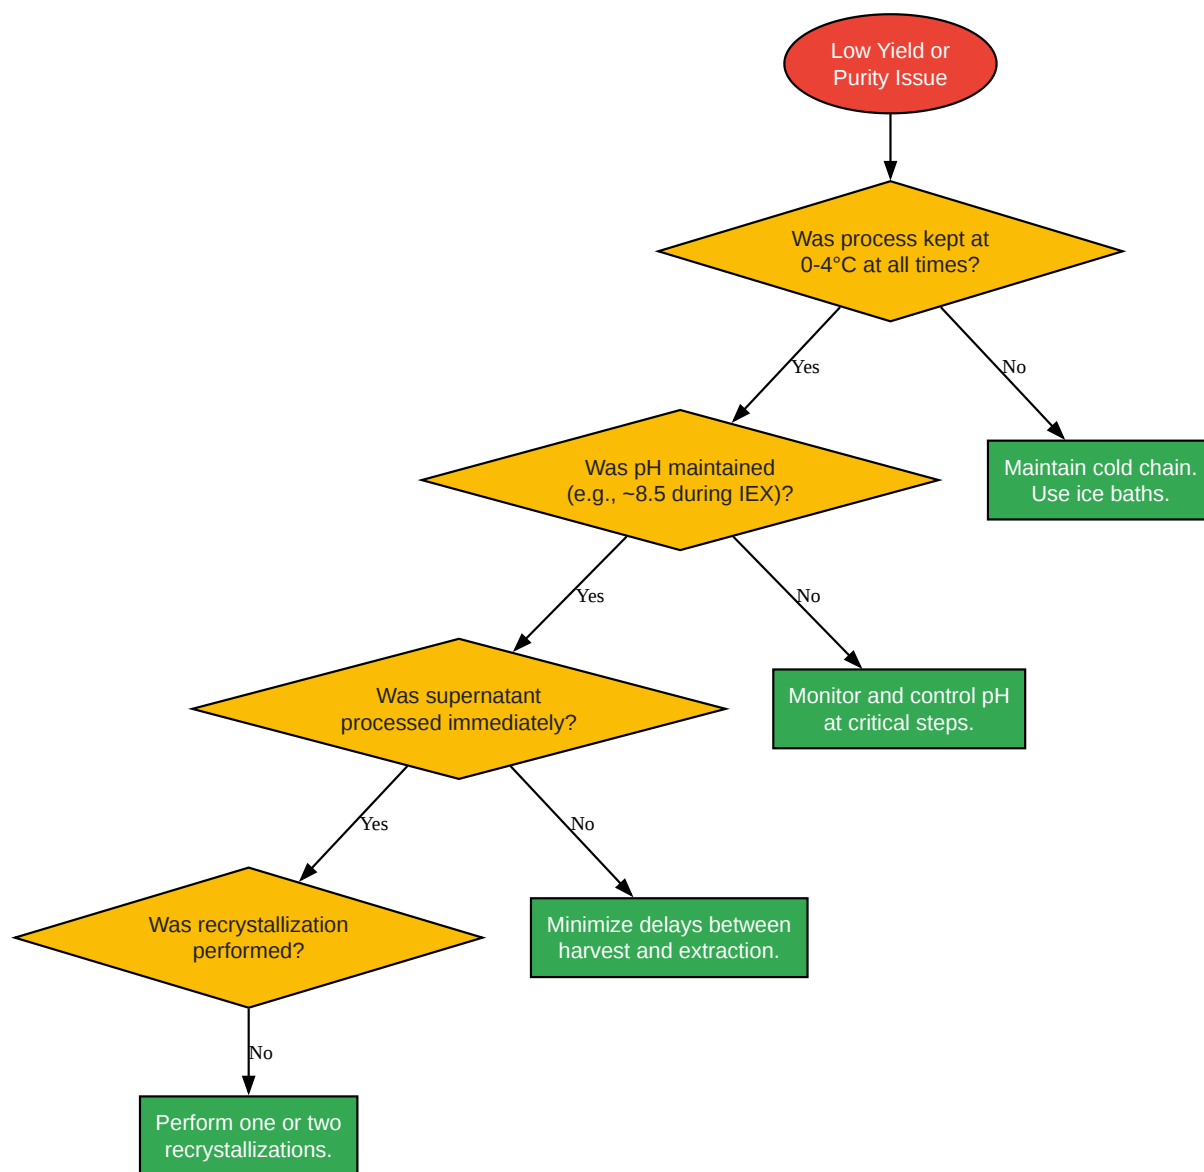 Low Yield or
Purity Issue
Was process kept at
0-4°C at all times?
Yes
No
Was pH maintained
(e.g., ~8.5 during IEX)?
Maintain cold chain.
Use ice baths.
Yes
No
Was supernatant
processed immediately?
Monitor and control pH
at critical steps.
Yes
No
Was recrystallization
performed?
Minimize delays between
harvest and extraction.
No
Perform one or two
recrystallizations.